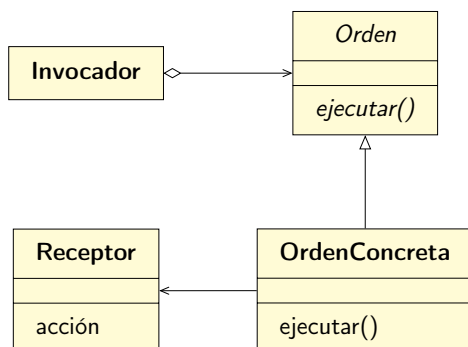 Orden
Invocador
ejecutar()
Receptor
OrdenConcreta
acción
ejecutar()